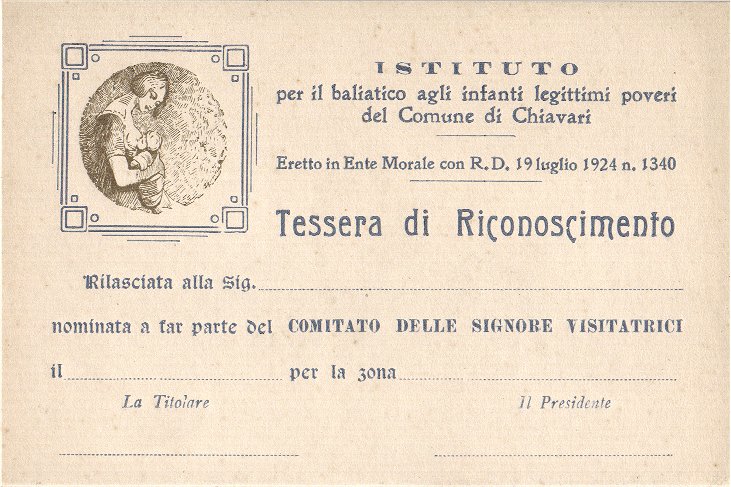 ISTITUTO
per il baliatico agli infanti legittimi poveri
del Comune di Chiavari
Eretto in Ente Morale con R.D. 19 luglio 1924 n. 1340
Tessera di Riconoscimento
Rilasciata alla Sig.
nominata a far parte del COMITATO DELLE SIGNORE VISITATRICI
il per la zona
La Titolare Il Presidente